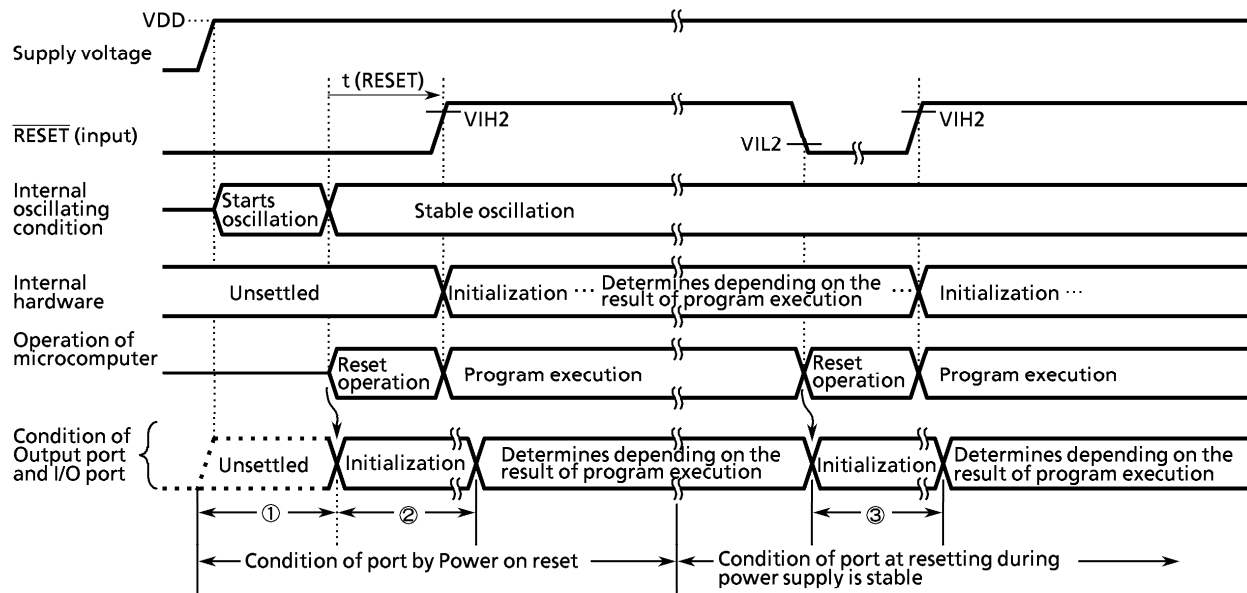 VDD
Supply voltage
t (RESET)
VIH2
VIH2
RESET (input)
VIL2
Internal
oscillating
condition
Starts
oscillation
Stable oscillation
Internal
hardware
Unsettled
Initialization ··· Determines depending on the ···
result of program execution
Initialization ···
Operation of
microcomputer
Reset
operation
Program execution
Reset
operation
Program execution
Condition of
Output port
and I/O port
Unsettled
Initialization
Determines depending on the
result of program execution
Initialization
Determines depending on the
result of program execution
① ② ③
Condition of port by Power on reset
Condition of port at resetting during
power supply is stable